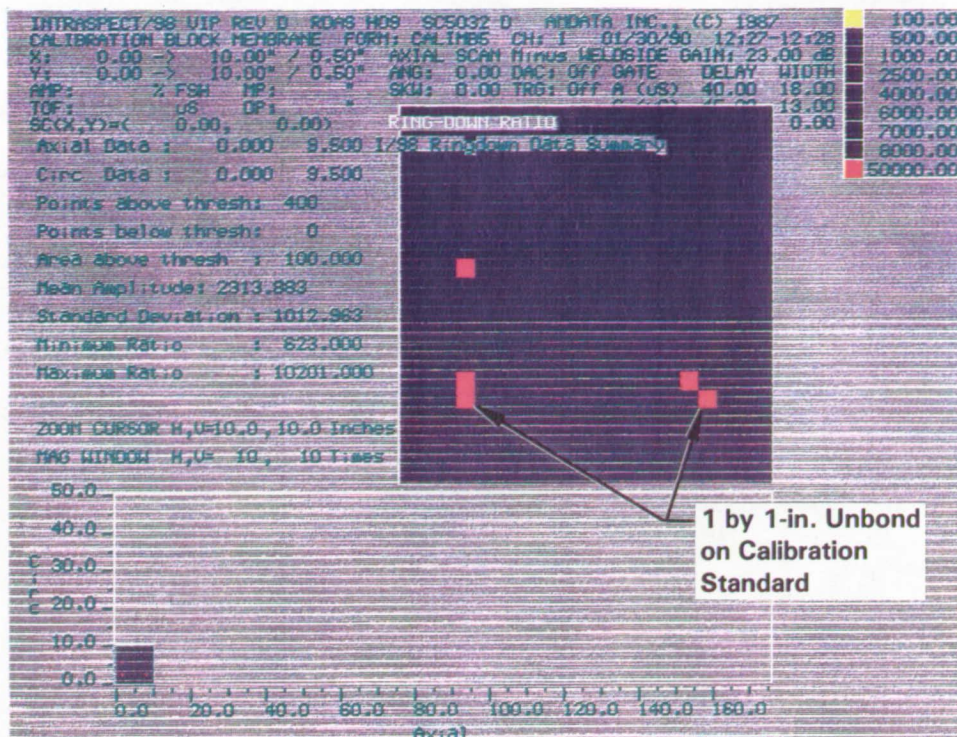 INTRASPECT/98 VIP REV D RDAS H09 SC5032 D AMDATA INC., (C) 1987
CALIBRATION BLOCK MEMBRANE FORM: CALIMB5 CH: 1 01/30/90 12:27-12:28
X: 0.00 -> 10.00" / 0.50" AXIAL SCAN Minus WELDSIDE GAIN: 23.00 dB
Y: 0.00 -> 10.00" / 0.50" ANG: 0.00 DAC: Off GATE DELAY WIDTH
AMP: % FSH MP: " SKW: 0.00 TRG: Off A (uS) 40.00 18.00
TOF: uS DP: " 13.00
SC(X,Y)=( 0.00, 0.00) 0.00
RING-DOWN-RATIO
I/98 Ringdown Data Summary
Axial Data : 0.000 9.500
Circ Data : 0.000 9.500
Points above thresh: 400
Points below thresh: 0
Area above thresh : 100.000
Mean Amplitude: 2313.883
Standard Deviation : 1012.963
Minimum Ratio : 623.000
Maximum Ratio : 10201.000
ZOOM CURSOR H,V=10.0,10.0 Inches
MAG WINDOW H,V= 10, 10 Times
100.00
500.00
1000.00
2500.00
4000.00
6000.00
7000.00
8000.00
50000.00
1 by 1-in. Unbond
on Calibration
Standard
50.0
40.0
30.0
20.0
10.0
0.0
Circ
0.0 20.0 40.0 60.0 80.0 100.0 120.0 140.0 160.0
Axial